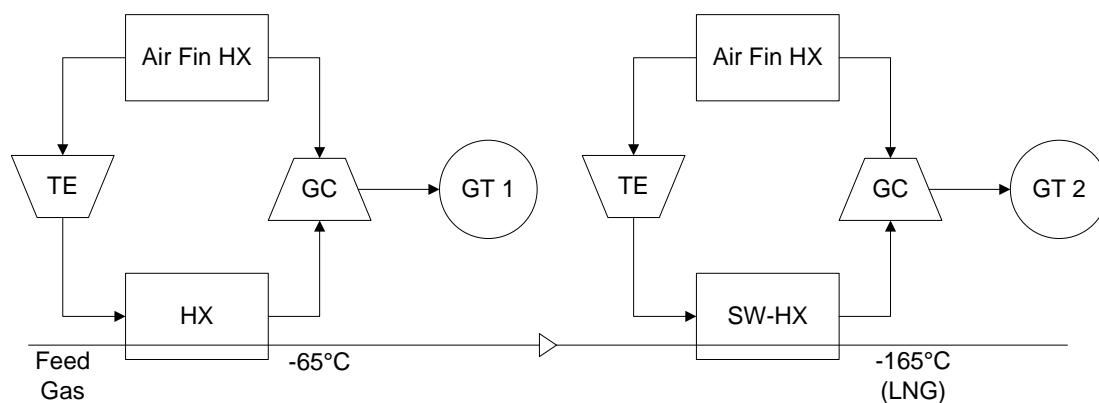 Air Fin HX
Air Fin HX
TE
GC
GT 1
TE
GC
GT 2
HX
SW-HX
Feed
Gas
-65°C
-165°C
(LNG)